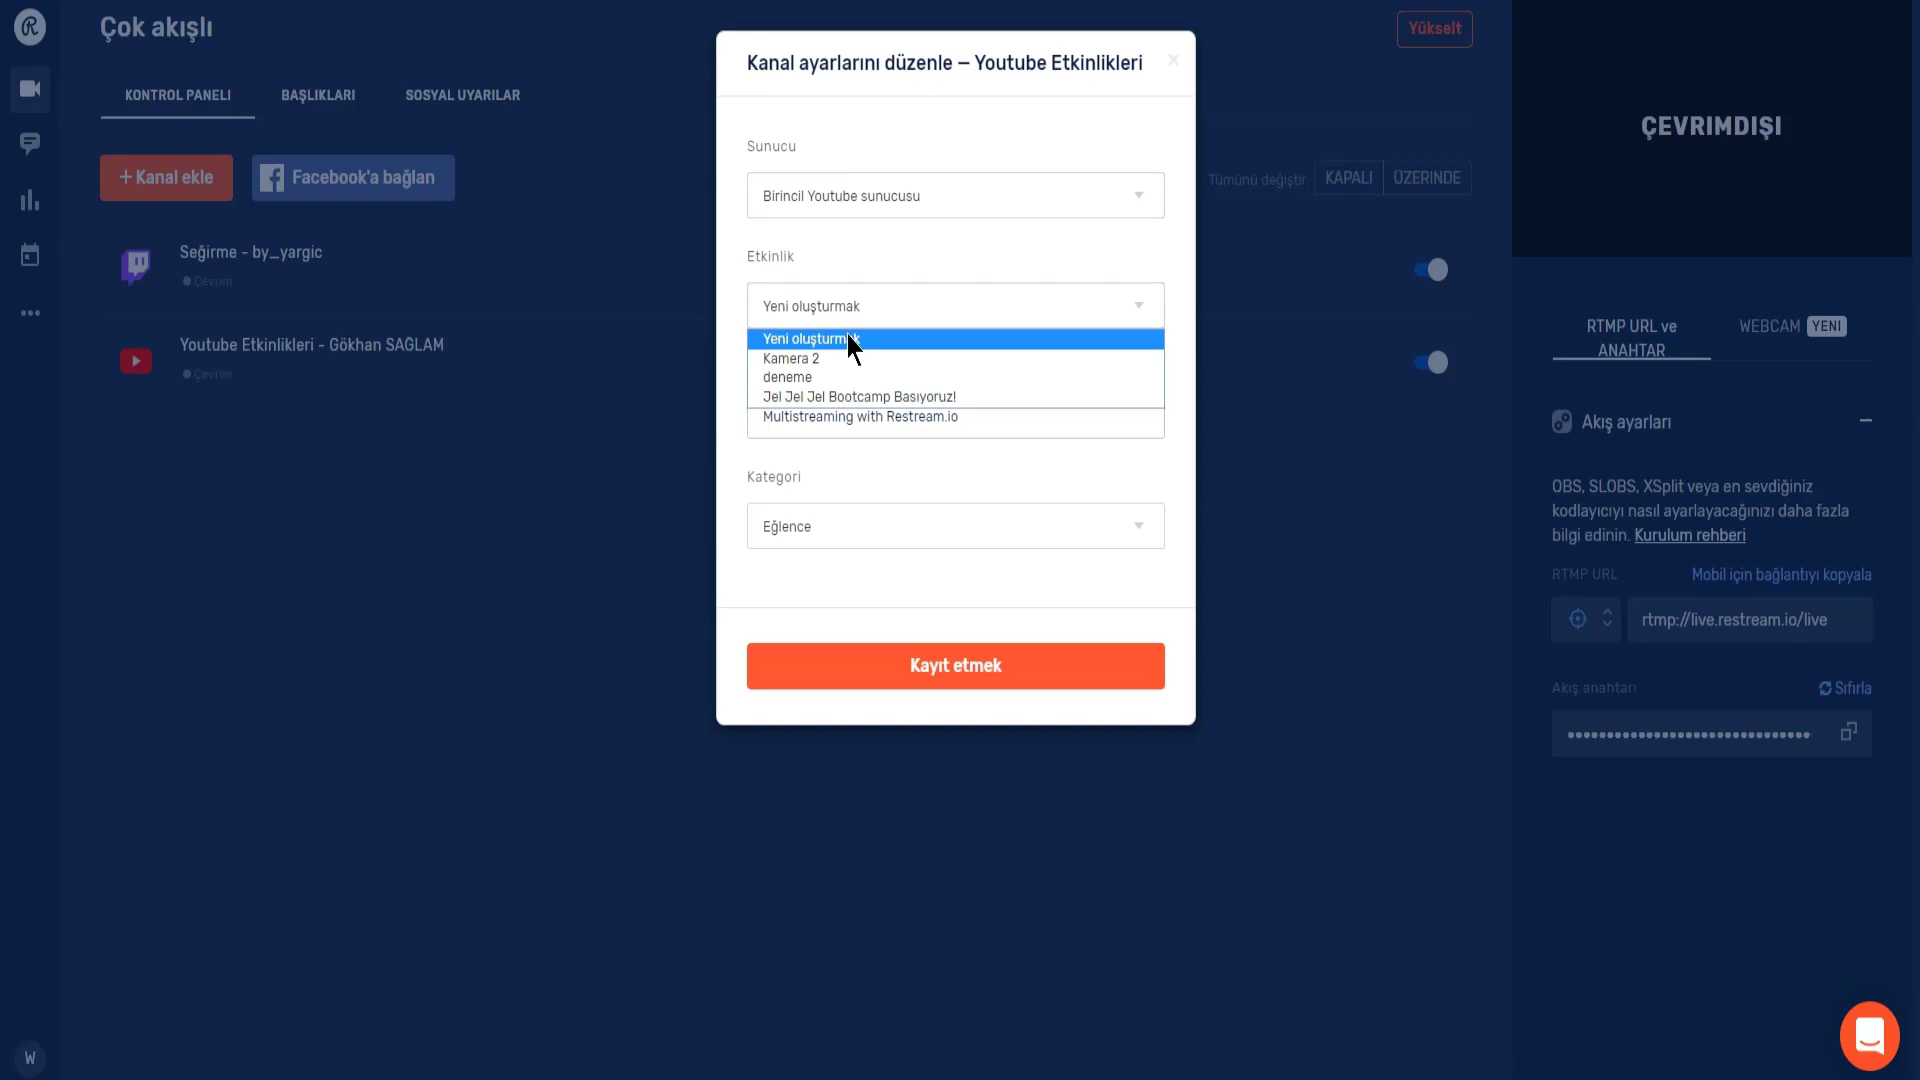 Çok akışlı
Yükselt
KONTROL PANELİ
BAŞLIKLARI
SOSYAL UYARILAR
+ Kanal ekle
Facebook'a bağlan
Tümünü değiştir
KAPALI
ÜZERINDE
Seğirme - by_yargic
Çevrim
Youtube Etkinlikleri - Gökhan SAĞLAM
Çevrim
W
Kanal ayarlarını düzenle – Youtube Etkinlikleri
×
Sunucu
Birincil Youtube sunucusu
Etkinlik
Yeni oluşturmak
Yeni oluşturmak
Kamera 2
deneme
Jel Jel Jel Bootcamp Basıyoruz!
Multistreaming with Restream.io
Kategori
Eğlence
Kayıt etmek
ÇEVRIMDIŞI
RTMP URL ve
ANAHTAR
WEBCAM YENI
Akış ayarları
OBS, SLOBS, XSplit veya en sevdiğiniz
kodlayıcıyı nasıl ayarlayacağınızı daha fazla
bilgi edinin. Kurulum rehberi
RTMP URL
Mobil için bağlantıyı kopyala
rtmp://live.restream.io/live
Akış anahtarı
Sıfırla